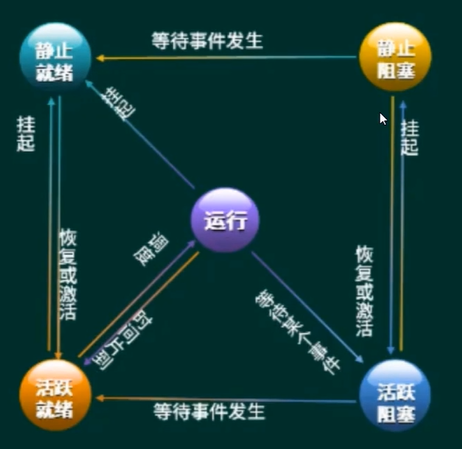 等待事件发生
静止
就绪
静止
阻塞
挂起
挂起
挂起
运行
调度
恢复或激活
恢复或激活
等待某个事件
时间片到
活跃
就绪
等待事件发生
活跃
阻塞